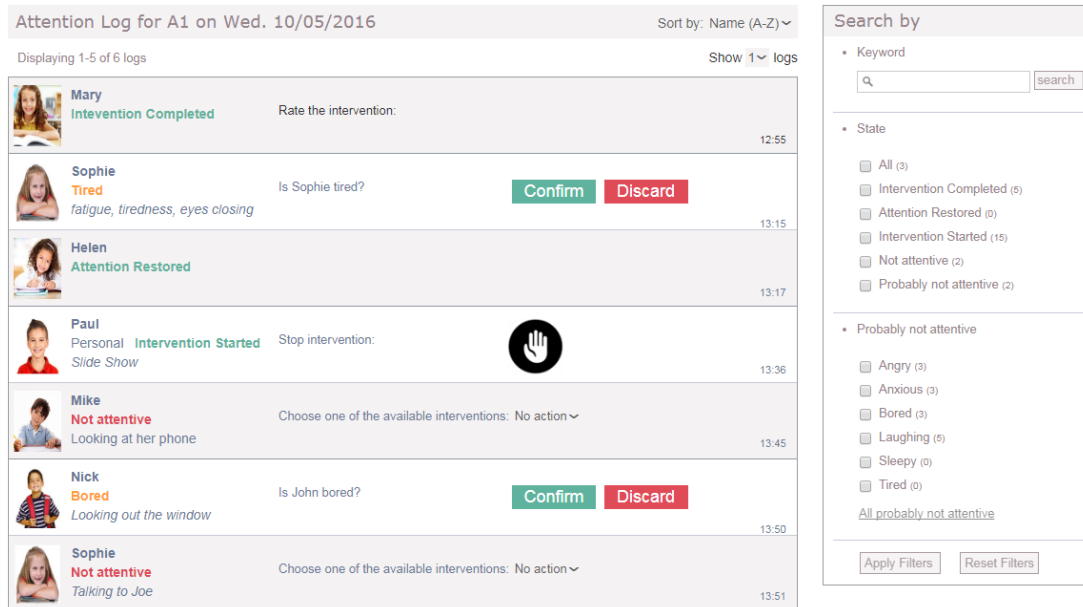 Attention Log for A1 on Wed. 10/05/2016
Sort by: Name (A-Z)
Displaying 1-5 of 6 logs
Show 1 logs
Mary
Intevention Completed
Rate the intervention:
12:55
Sophie
Tired
fatigue, tiredness, eyes closing
Is Sophie tired?
Confirm Discard
13:15
Helen
Attention Restored
13:17
Paul
Personal Intervention Started
Slide Show
Stop intervention:
13:36
Mike
Not attentive
Looking at her phone
Choose one of the available interventions: No action
13:45
Nick
Bored
Looking out the window
Is John bored?
Confirm Discard
13:50
Sophie
Not attentive
Talking to Joe
Choose one of the available interventions: No action
13:51
Search by
• Keyword
search
• State
All (3)
Intervention Completed (5)
Attention Restored (0)
Intervention Started (15)
Not attentive (2)
Probably not attentive (2)
• Probably not attentive
Angry (3)
Anxious (3)
Bored (3)
Laughing (5)
Sleepy (0)
Tired (0)
All probably not attentive
Apply Filters Reset Filters